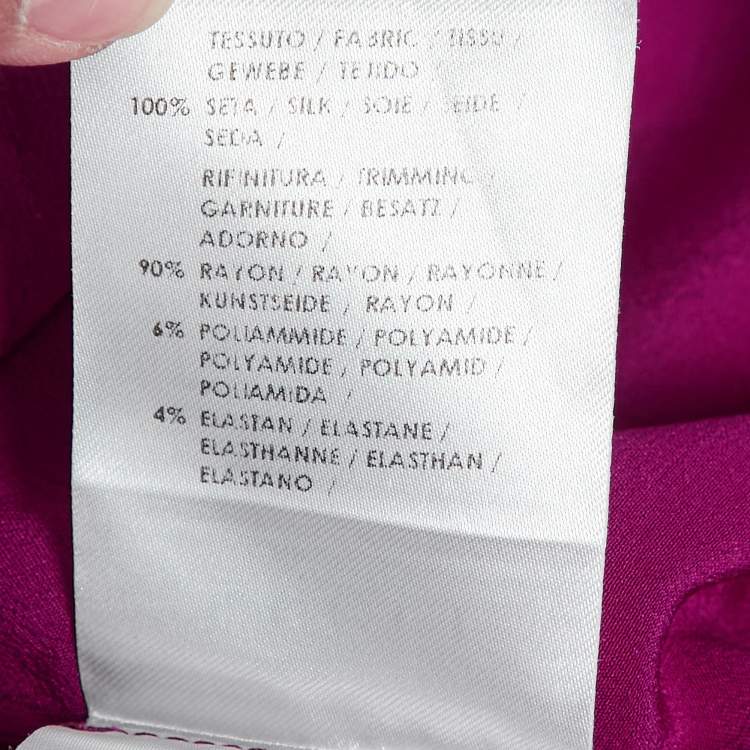 TESSUTO / FABRIC / TISSU /
GEWEBE / TEJIDO
100% SETA / SILK / SOIE / SEIDE /
SEDA /
RIFINITURA / TRIMMING /
GARNITURE / BESATZ /
ADORNO /
90% RAYON / RAYON / RAYONNE /
KUNSTSEIDE / RAYON /
6% POLIAMMIDE / POLYAMIDE /
POLYAMIDE / POLYAMID /
POLIAMIDA /
4% ELASTAN / ELASTANE /
ELASTHANNE / ELASTHAN /
ELASTANO /